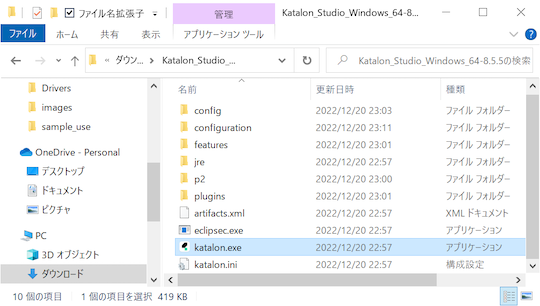 ファイル名拡張子
管理
Katalon_Studio_Windows_64-8...
ファイル
ホーム
共有
表示
アプリケーション ツール
« ダウン... › Katalon_Studio_... ›
Katalon_Studio_Windows_64-8.5.5の検索
Drivers
images
sample_use
OneDrive - Personal
デスクトップ
ドキュメント
ピクチャ
PC
3D オブジェクト
ダウンロード
名前 更新日時 種類
config 2022/12/20 23:03 ファイル フォルダー
configuration 2022/12/20 23:11 ファイル フォルダー
features 2022/12/20 23:01 ファイル フォルダー
jre 2022/12/20 22:57 ファイル フォルダー
p2 2022/12/20 23:00 ファイル フォルダー
plugins 2022/12/20 23:01 ファイル フォルダー
artifacts.xml 2022/12/20 22:57 XML ドキュメント
eclipsec.exe 2022/12/20 22:57 アプリケーション
katalon.exe 2022/12/20 22:57 アプリケーション
katalon.ini 2022/12/20 22:57 構成設定
10 個の項目 1 個の項目を選択 419 KB